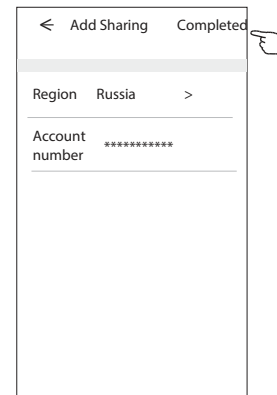 ← Add Sharing Completed
Region Russia >
Account
number ***********